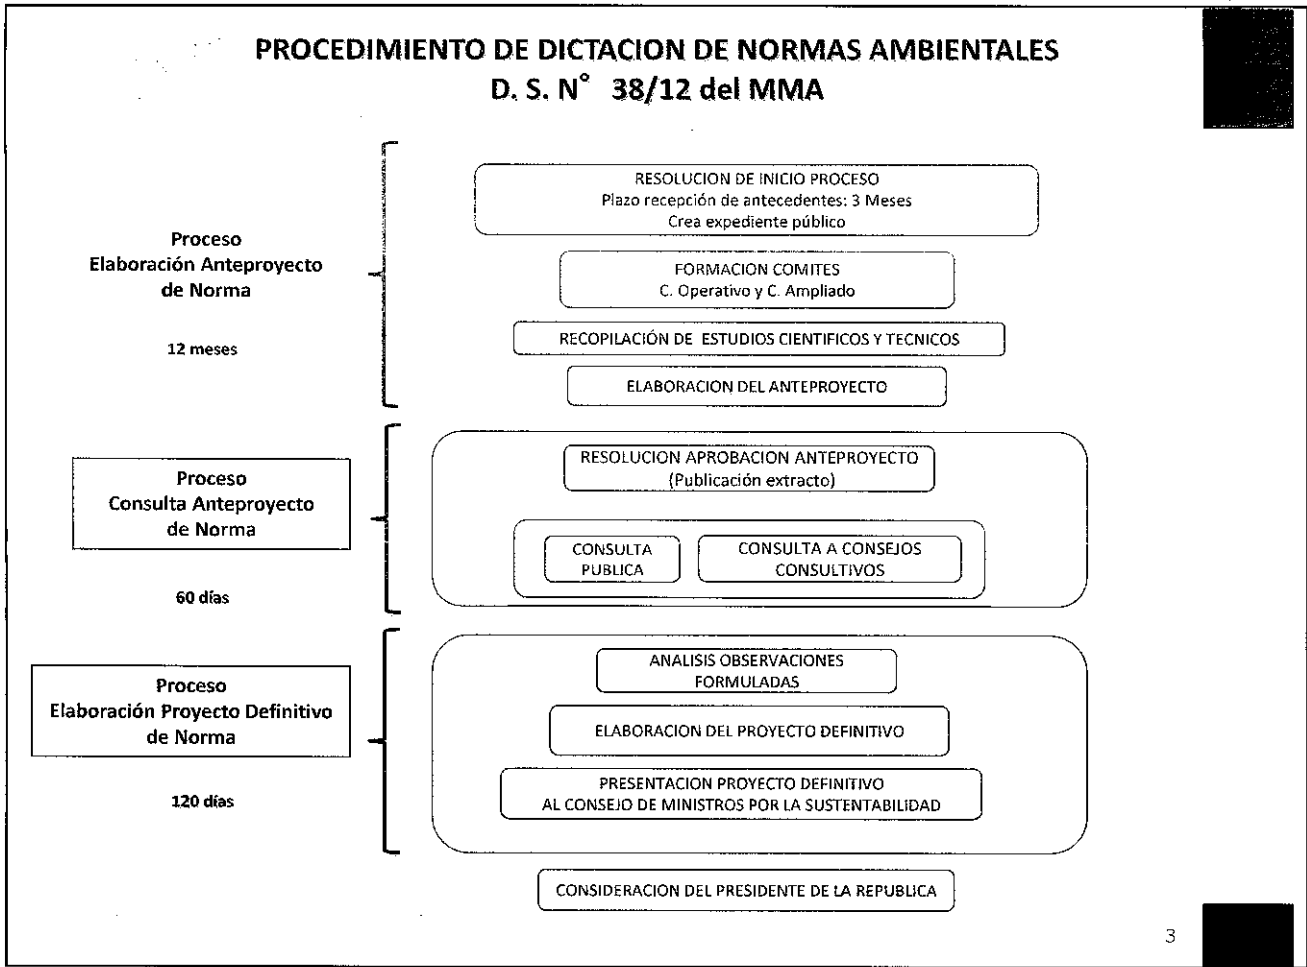 PROCEDIMIENTO DE DICTACION DE NORMAS AMBIENTALES
D. S. N° 38/12 del MMA
Proceso
Elaboración Anteproyecto
de Norma
12 meses
RESOLUCION DE INICIO PROCESO
Plazo recepción de antecedentes: 3 Meses
Crea expediente público
FORMACION COMITES
C. Operativo y C. Ampliado
RECOPILACIÓN DE ESTUDIOS CIENTIFICOS Y TECNICOS
ELABORACION DEL ANTEPROYECTO
Proceso
Consulta Anteproyecto
de Norma
60 días
RESOLUCION APROBACION ANTEPROYECTO
(Publicación extracto)
CONSULTA
PUBLICA
CONSULTA A CONSEJOS
CONSULTIVOS
Proceso
Elaboración Proyecto Definitivo
de Norma
120 días
ANALISIS OBSERVACIONES
FORMULADAS
ELABORACION DEL PROYECTO DEFINITIVO
PRESENTACION PROYECTO DEFINITIVO
AL CONSEJO DE MINISTROS POR LA SUSTENTABILIDAD
CONSIDERACION DEL PRESIDENTE DE LA REPUBLICA
3